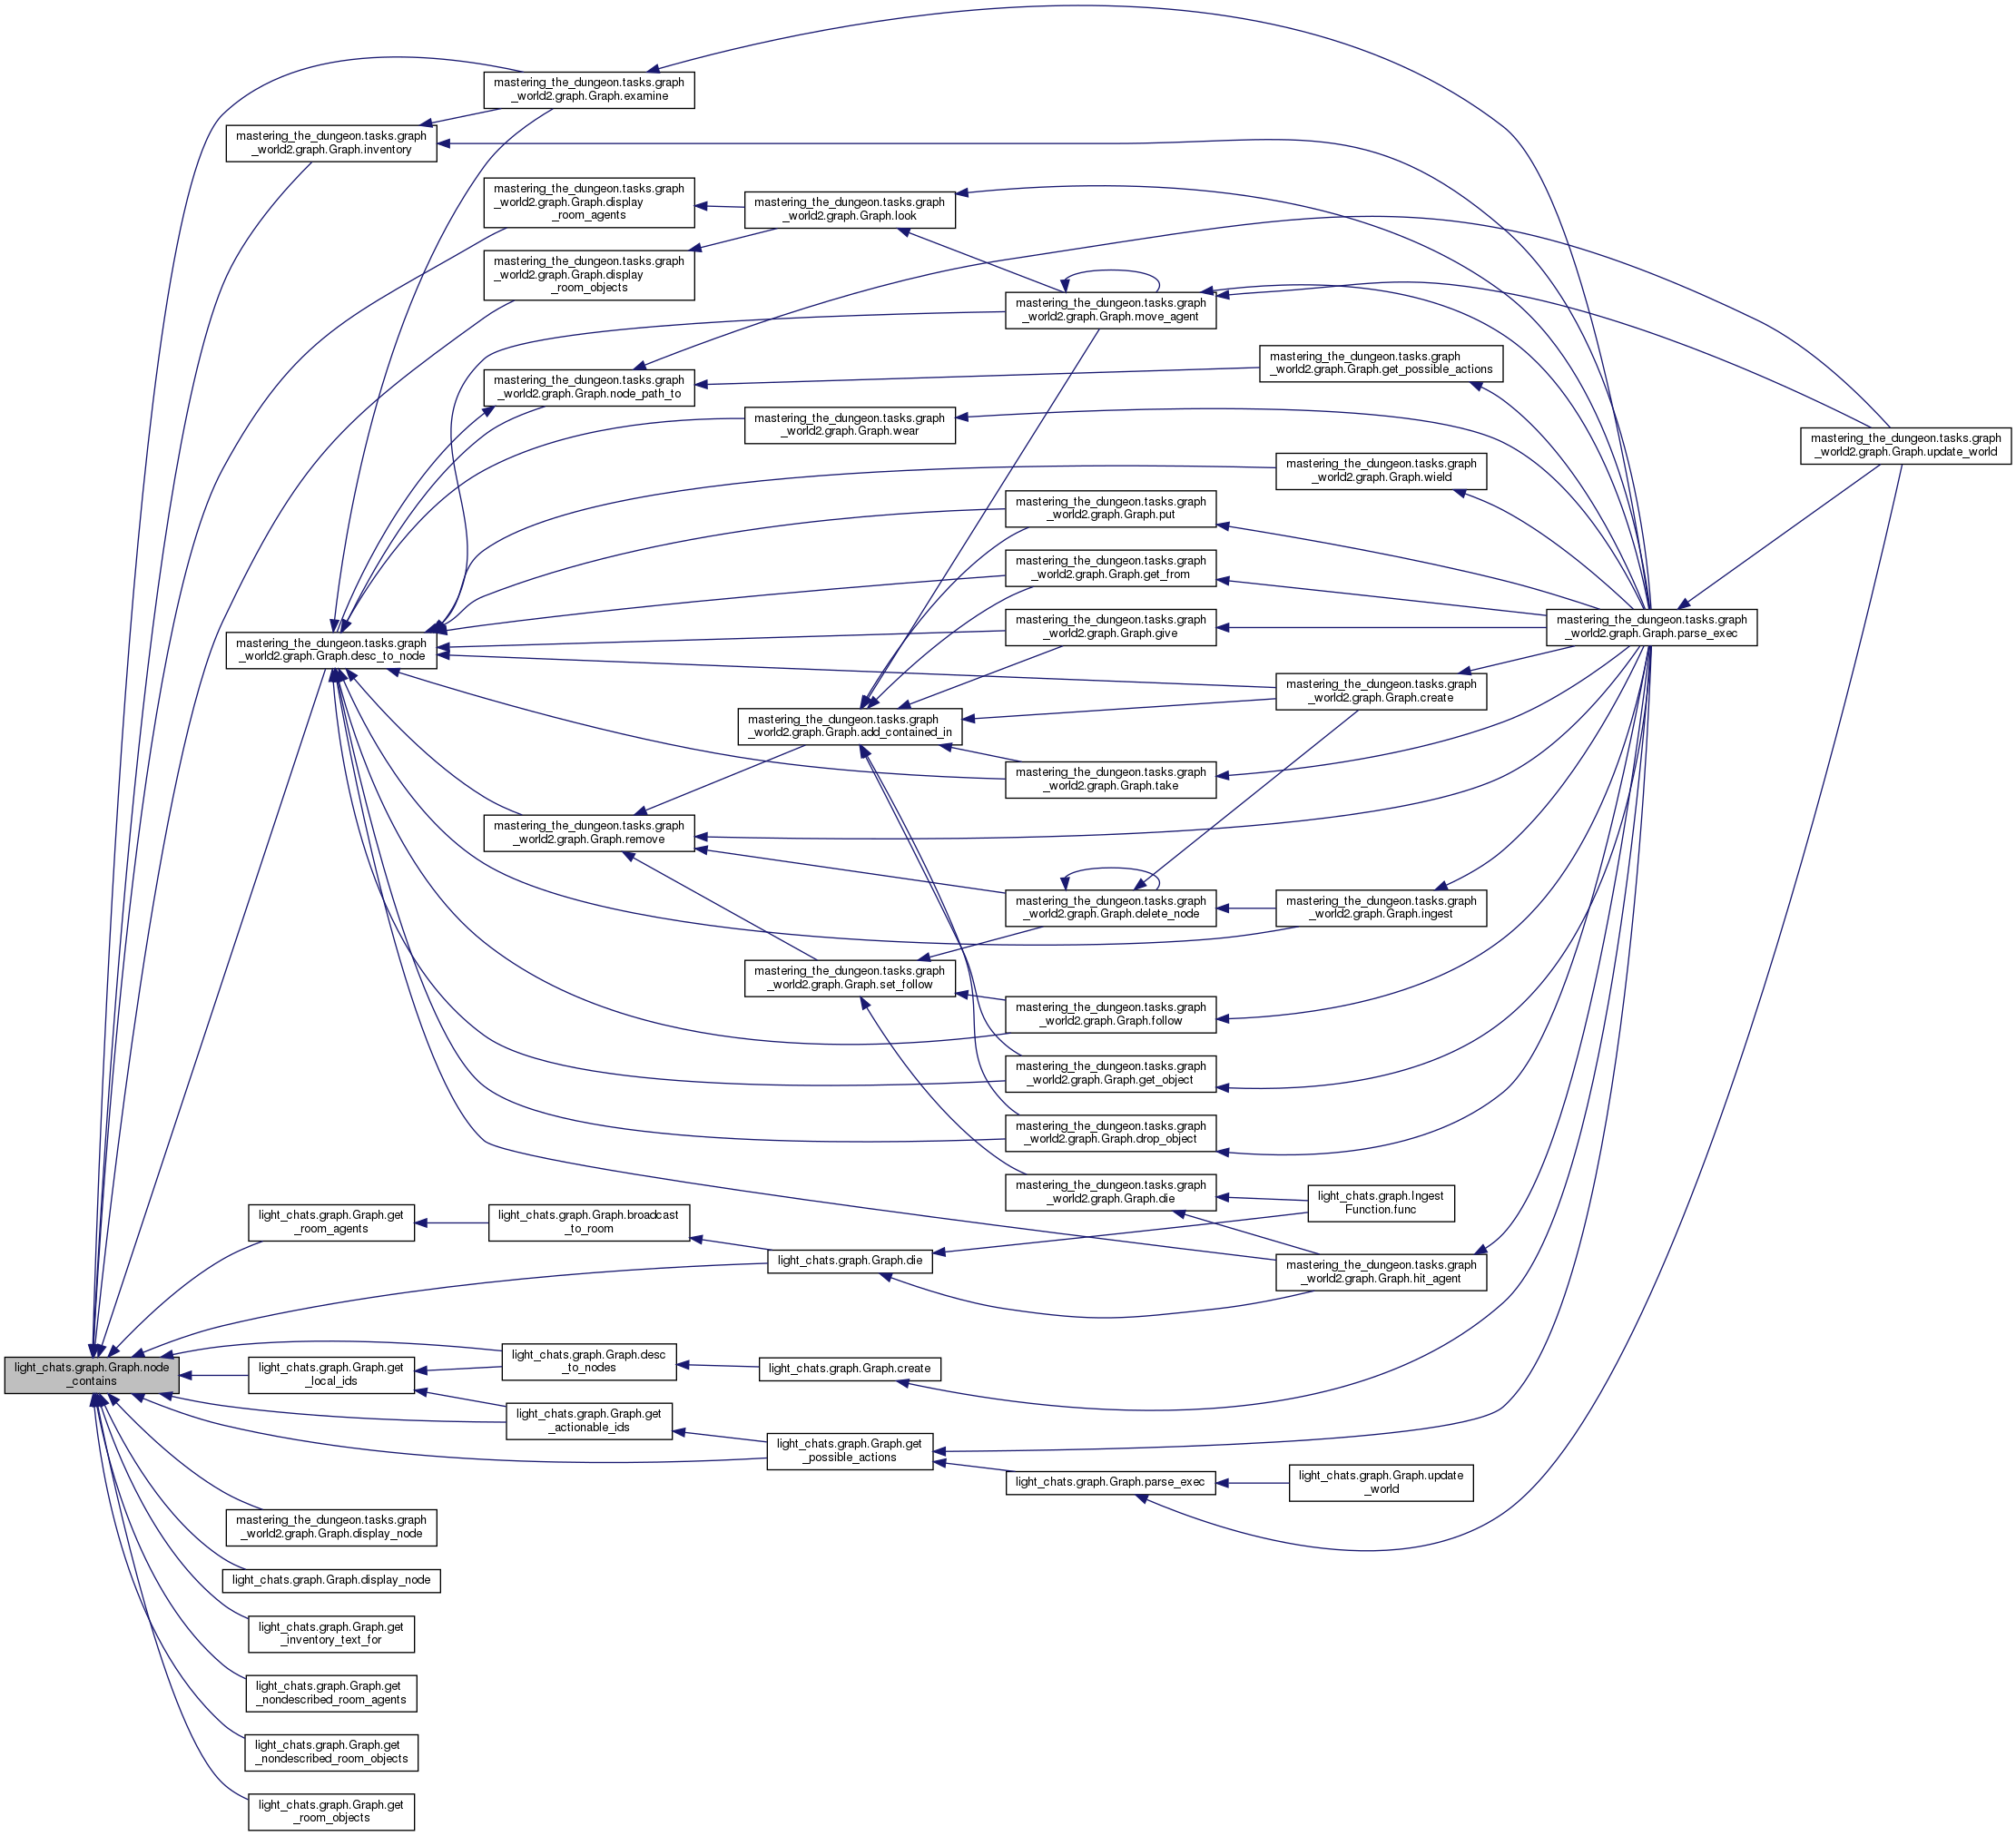 mastering_the_dungeon.tasks.graph
_world2.graph.Graph.examine
mastering_the_dungeon.tasks.graph
_world2.graph.Graph.inventory
mastering_the_dungeon.tasks.graph
_world2.graph.Graph.display
_room_agents
mastering_the_dungeon.tasks.graph
_world2.graph.Graph.look
mastering_the_dungeon.tasks.graph
_world2.graph.Graph.display
_room_objects
mastering_the_dungeon.tasks.graph
_world2.graph.Graph.move_agent
mastering_the_dungeon.tasks.graph
_world2.graph.Graph.get_possible_actions
mastering_the_dungeon.tasks.graph
_world2.graph.Graph.node_path_to
mastering_the_dungeon.tasks.graph
_world2.graph.Graph.wear
mastering_the_dungeon.tasks.graph
_world2.graph.Graph.update_world
mastering_the_dungeon.tasks.graph
_world2.graph.Graph.wield
mastering_the_dungeon.tasks.graph
_world2.graph.Graph.put
mastering_the_dungeon.tasks.graph
_world2.graph.Graph.get_from
mastering_the_dungeon.tasks.graph
_world2.graph.Graph.give
mastering_the_dungeon.tasks.graph
_world2.graph.Graph.parse_exec
mastering_the_dungeon.tasks.graph
_world2.graph.Graph.desc_to_node
mastering_the_dungeon.tasks.graph
_world2.graph.Graph.create
mastering_the_dungeon.tasks.graph
_world2.graph.Graph.add_contained_in
mastering_the_dungeon.tasks.graph
_world2.graph.Graph.take
mastering_the_dungeon.tasks.graph
_world2.graph.Graph.remove
mastering_the_dungeon.tasks.graph
_world2.graph.Graph.delete_node
mastering_the_dungeon.tasks.graph
_world2.graph.Graph.ingest
mastering_the_dungeon.tasks.graph
_world2.graph.Graph.set_follow
mastering_the_dungeon.tasks.graph
_world2.graph.Graph.follow
mastering_the_dungeon.tasks.graph
_world2.graph.Graph.get_object
mastering_the_dungeon.tasks.graph
_world2.graph.Graph.drop_object
mastering_the_dungeon.tasks.graph
_world2.graph.Graph.die
light_chats.graph.Ingest
Function.func
light_chats.graph.Graph.get
_room_agents
light_chats.graph.Graph.broadcast
_to_room
light_chats.graph.Graph.die
mastering_the_dungeon.tasks.graph
_world2.graph.Graph.hit_agent
light_chats.graph.Graph.node
_contains
light_chats.graph.Graph.get
_local_ids
light_chats.graph.Graph.desc
_to_nodes
light_chats.graph.Graph.create
light_chats.graph.Graph.get
_actionable_ids
light_chats.graph.Graph.get
_possible_actions
light_chats.graph.Graph.parse_exec
light_chats.graph.Graph.update
_world
mastering_the_dungeon.tasks.graph
_world2.graph.Graph.display_node
light_chats.graph.Graph.display_node
light_chats.graph.Graph.get
_inventory_text_for
light_chats.graph.Graph.get
_nondescribed_room_agents
light_chats.graph.Graph.get
_nondescribed_room_objects
light_chats.graph.Graph.get
_room_objects